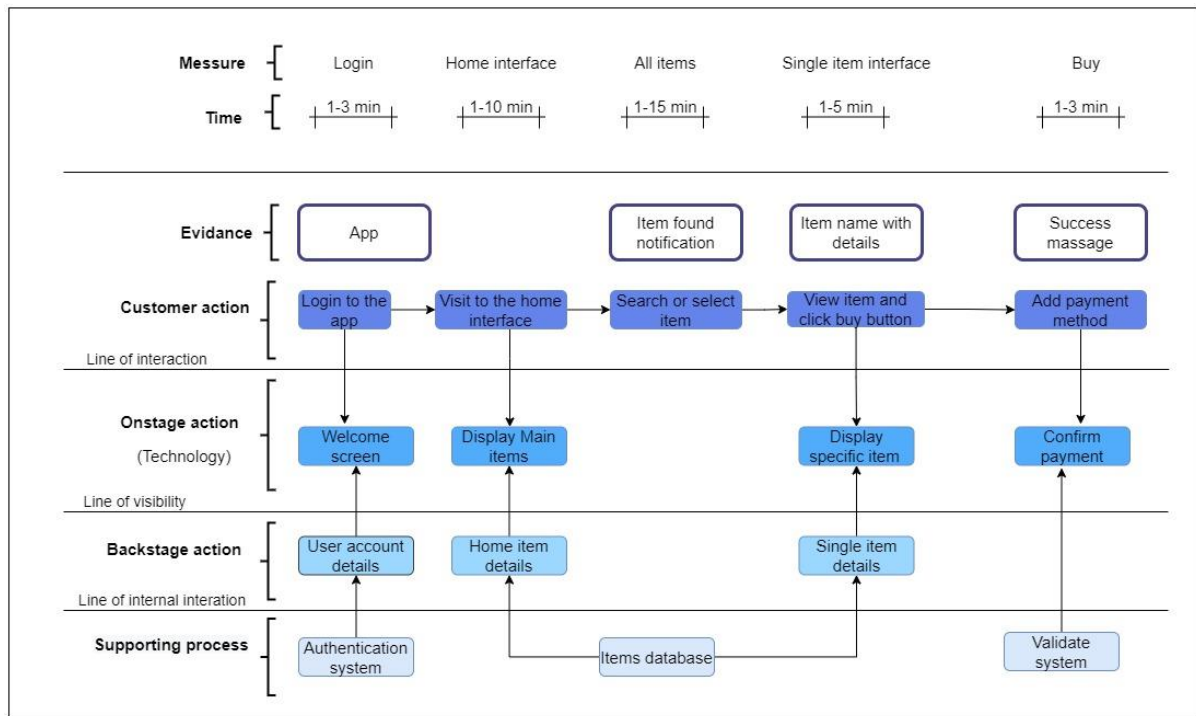 Messure
Login
Home interface
All items
Single item interface
Buy
Time
1-3 min
1-10 min
1-15 min
1-5 min
1-3 min
Evidance
App
Item found
notification
Item name with
details
Success
massage
Customer action
Login to the
app
Visit to the home
interface
Search or select
item
View item and
click buy button
Add payment
method
Line of interaction
Onstage action
(Technology)
Welcome
screen
Display Main
items
Display
specific item
Confirm
payment
Line of visibility
Backstage action
User account
details
Home item
details
Single item
details
Line of internal interation
Supporting process
Authentication
system
Items database
Validate
system